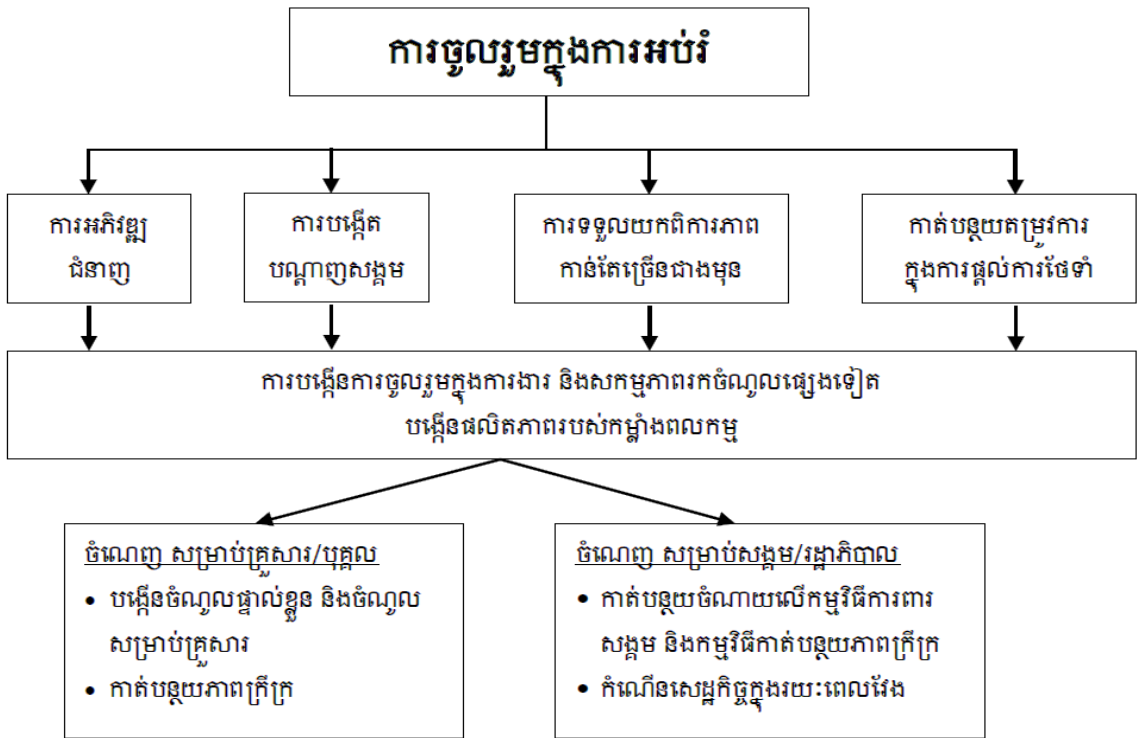 ការចូលរួមក្នុងការអប់រំ
ការអភិវឌ្ឍ
ជំនាញ
ការបង្កើត
បណ្តាញសង្គម
ការទទួលយកពិការភាព
កាន់តែច្រើនជាងមុន
កាត់បន្ថយតម្រូវការ
ក្នុងការផ្តល់ការថែទាំ
ការបង្កើនការចូលរួមក្នុងការងារ និងសកម្មភាពរកចំណូលផ្សេងទៀត
បង្កើនផលិតភាពរបស់កម្លាំងពលកម្ម
ចំណេញ សម្រាប់គ្រួសារ/បុគ្គល
• បង្កើនចំណូលផ្ទាល់ខ្លួន និងចំណូល
សម្រាប់គ្រួសារ
• កាត់បន្ថយភាពក្រីក្រ
ចំណេញ សម្រាប់សង្គម/រដ្ឋាភិបាល
• កាត់បន្ថយចំណាយលើកម្មវិធីការពារ
សង្គម និងកម្មវិធីកាត់បន្ថយភាពក្រីក្រ
• កំណើនសេដ្ឋកិច្ចក្នុងរយៈពេលវែង